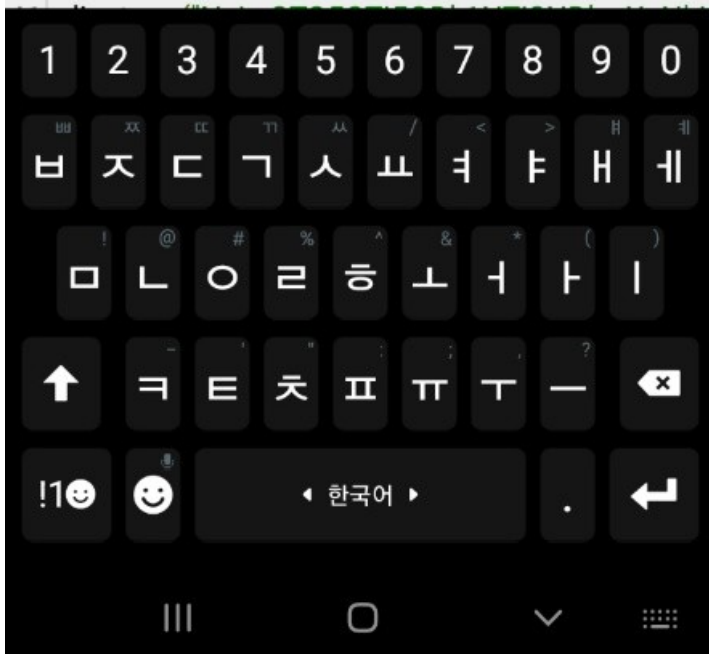 1 2 3 4 5 6 7 8 9 0
ㅃ ㅉ ㄸ ㄲ ㅆ / < > ㅒ ㅖ
ㅂ ㅈ ㄷ ㄱ ㅅ ㅛ ㅕ ㅑ ㅐ ㅔ
! @ # % ^ & * ( )
ㅁ ㄴ ㅇ ㄹ ㅎ ㅗ ㅓ ㅏ ㅣ
- ' " : ; , ?
ㅋ ㅌ ㅊ ㅍ ㅠ ㅜ ㅡ
!1☻ 한국어 .